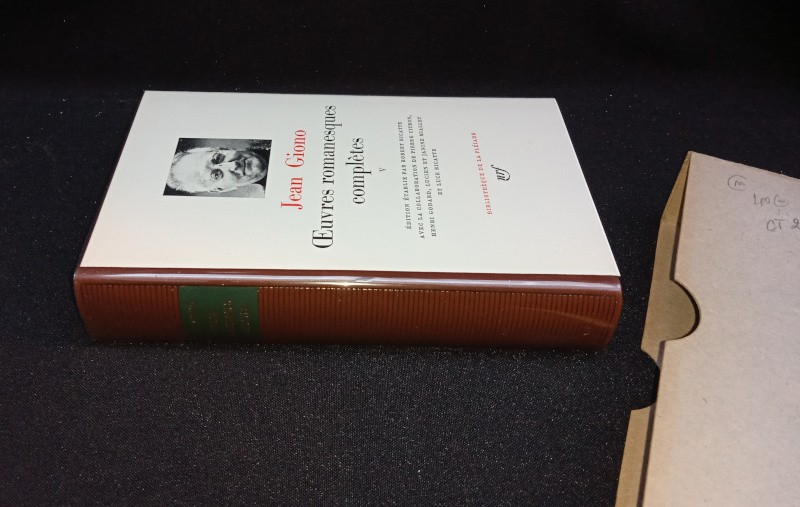 Jean Giono
Œuvres romanesques
complètes
V
ÉDITION ÉTABLIE PAR ROBERT RICATTE
AVEC LA COLLABORATION DE PIERRE CITRON,
HENRI GODARD, LUCIEN ET JANINE MIALLET
ET LUCE RICATTE
BIBLIOTHÈQUE DE LA PLÉIADE
nrf